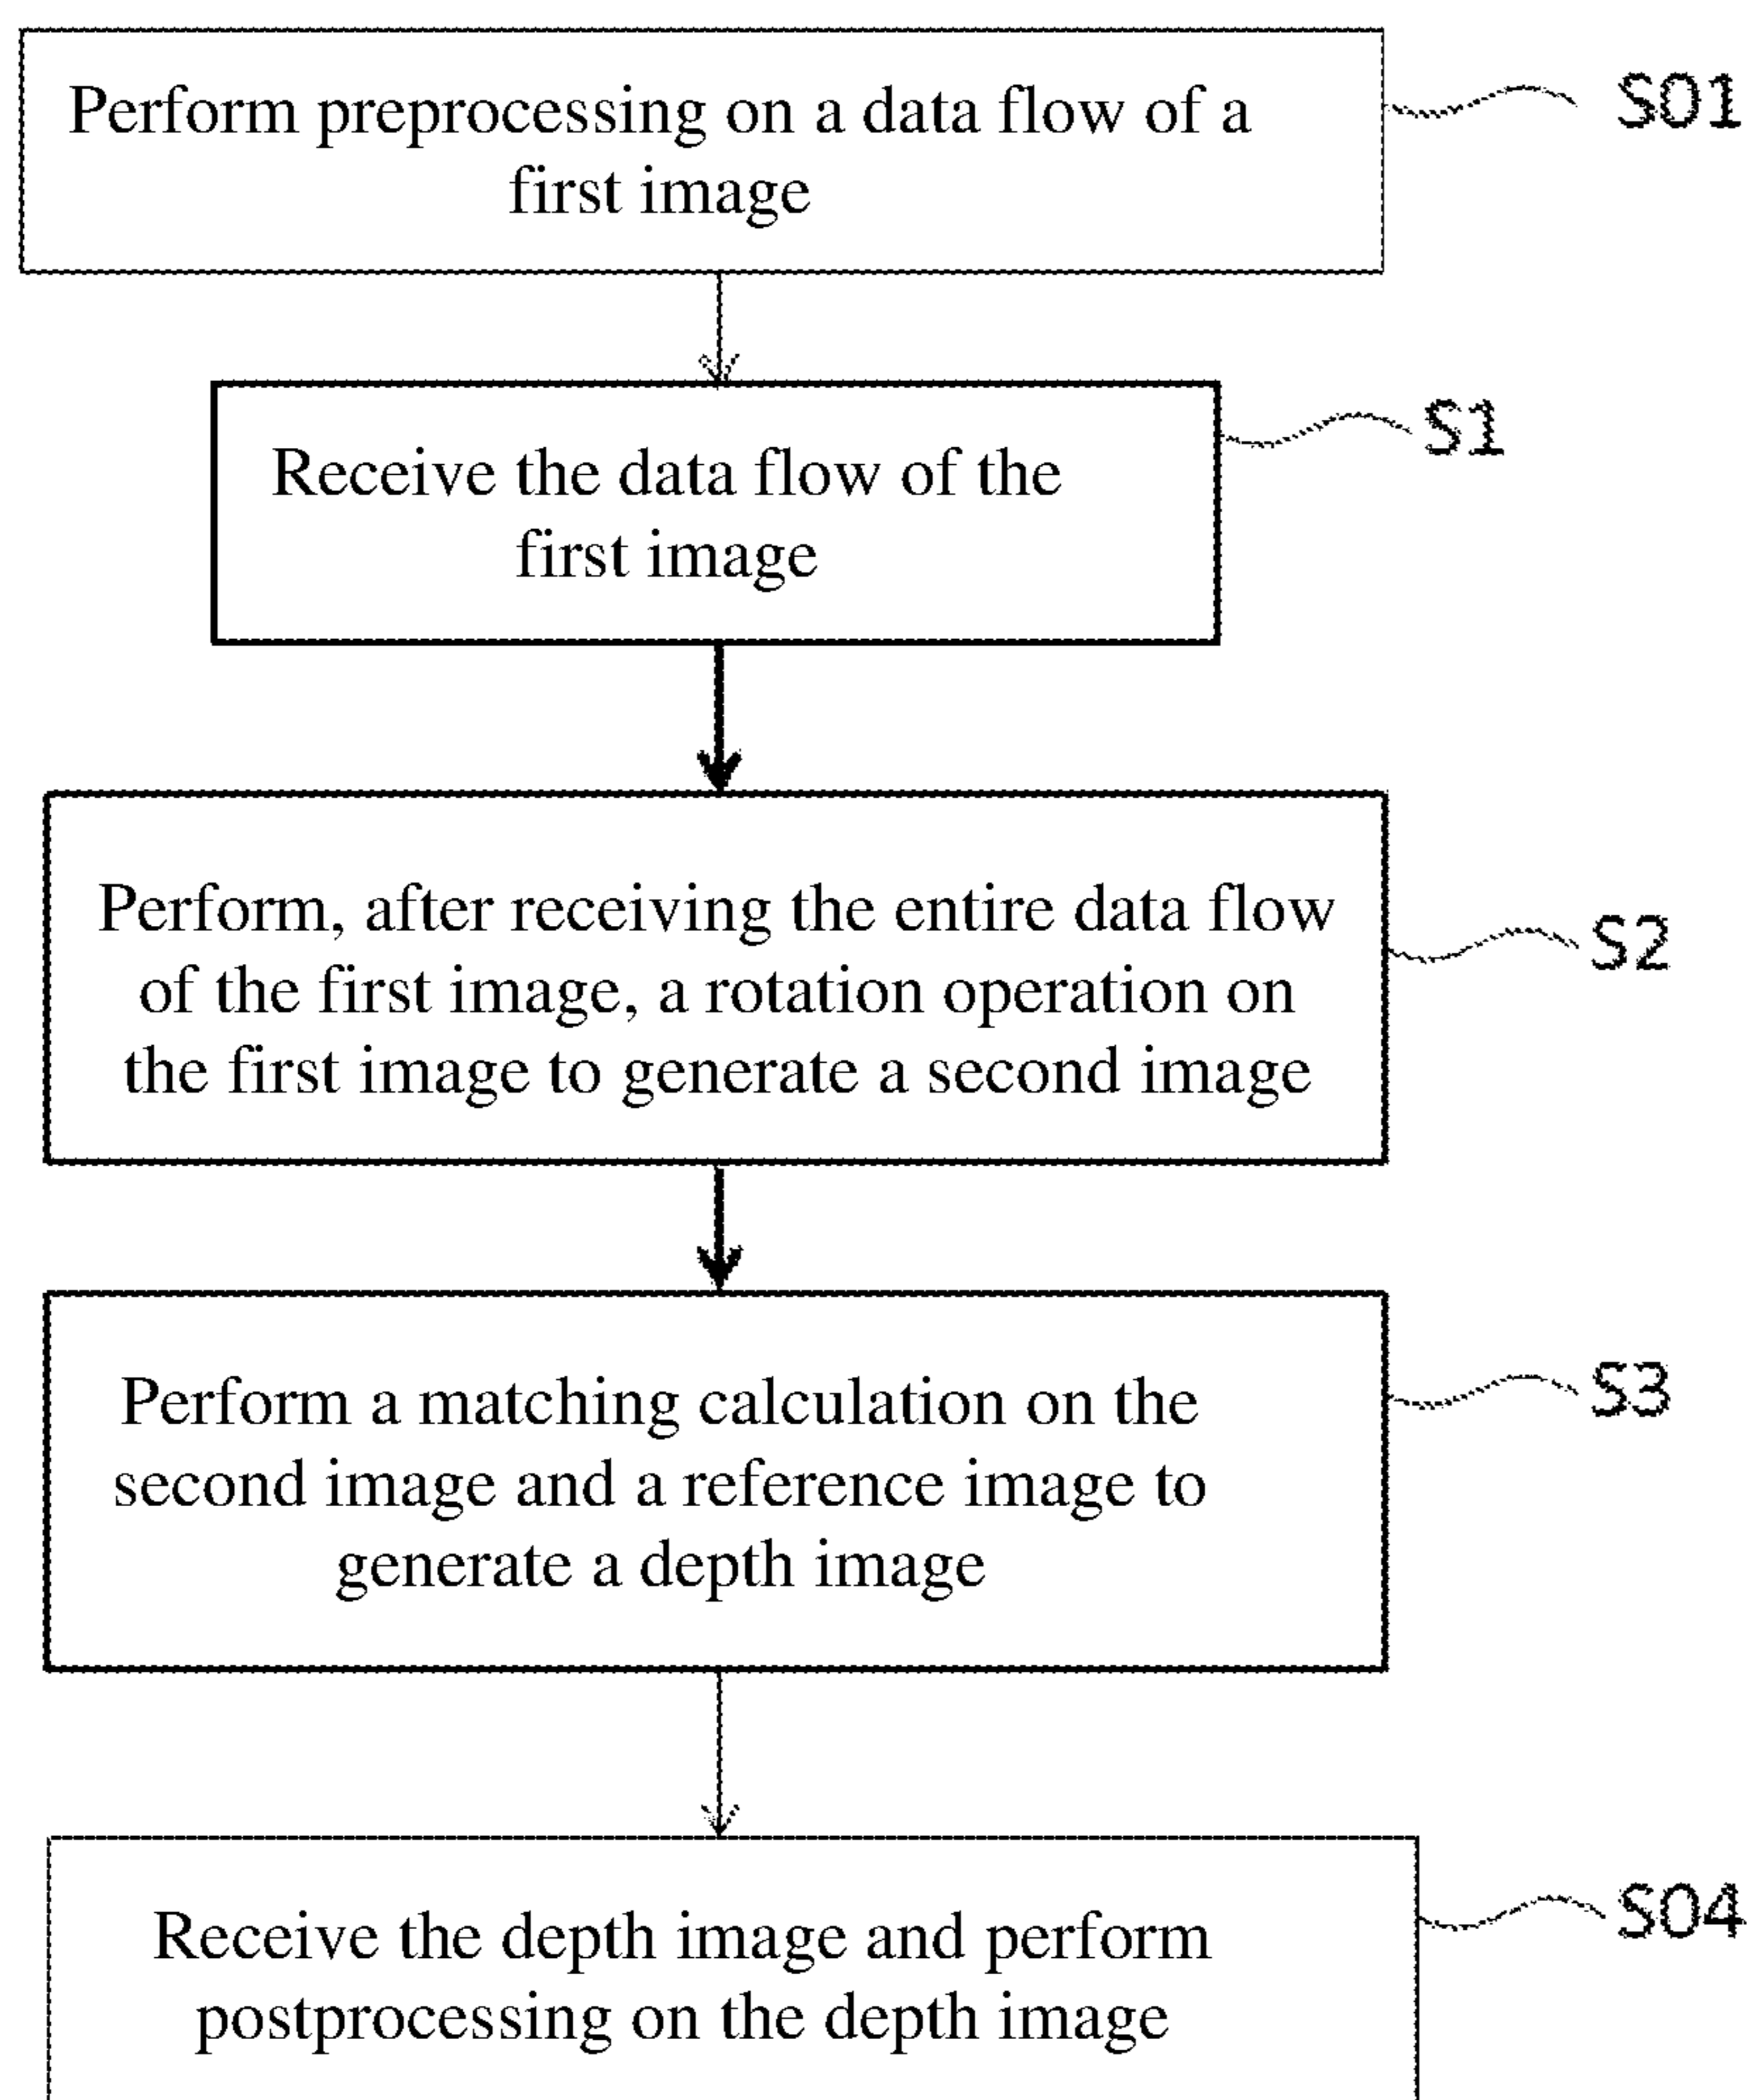 Perform preprocessing on a data flow of a
first image
S01
Receive the data flow of the
first image
S1
Perform, after receiving the entire data flow
of the first image, a rotation operation on
the first image to generate a second image
S2
Perform a matching calculation on the
second image and a reference image to
generate a depth image
S3
Receive the depth image and perform
postprocessing on the depth image
S04